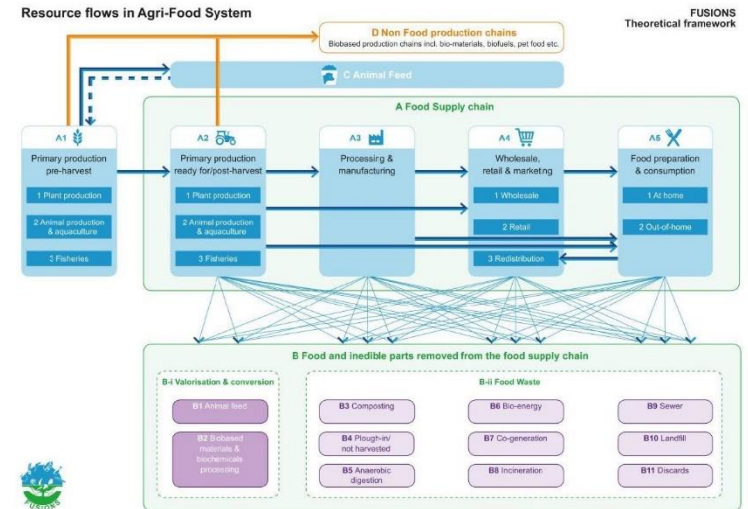 Resource flows in Agri-Food System
FUSIONS
Theoretical framework
D Non Food production chains
Biobased production chains incl. bio-materials, biofuels, pet food etc.
C Animal Feed
A Food Supply chain
A1
Primary production
pre-harvest
1 Plant production
2 Animal production
& aquaculture
3 Fisheries
A2
Primary production
ready for/post-harvest
1 Plant production
2 Animal production
& aquaculture
3 Fisheries
A3
Processing &
manufacturing
A4
Wholesale,
retail & marketing
1 Wholesale
2 Retail
3 Redistribution
A5
Food preparation
& consumption
1 At home
2 Out-of-home
B Food and inedible parts removed from the food supply chain
B-i Valorisation & conversion
B1 Animal feed
B2 Biobased
materials &
biochemicals
processing
B-ii Food Waste
B3 Composting
B4 Plough-in/
not harvested
B5 Anaerobic
digestion
B6 Bio-energy
B7 Co-generation
B8 Incineration
B9 Sewer
B10 Landfill
B11 Discards
FUSIONS